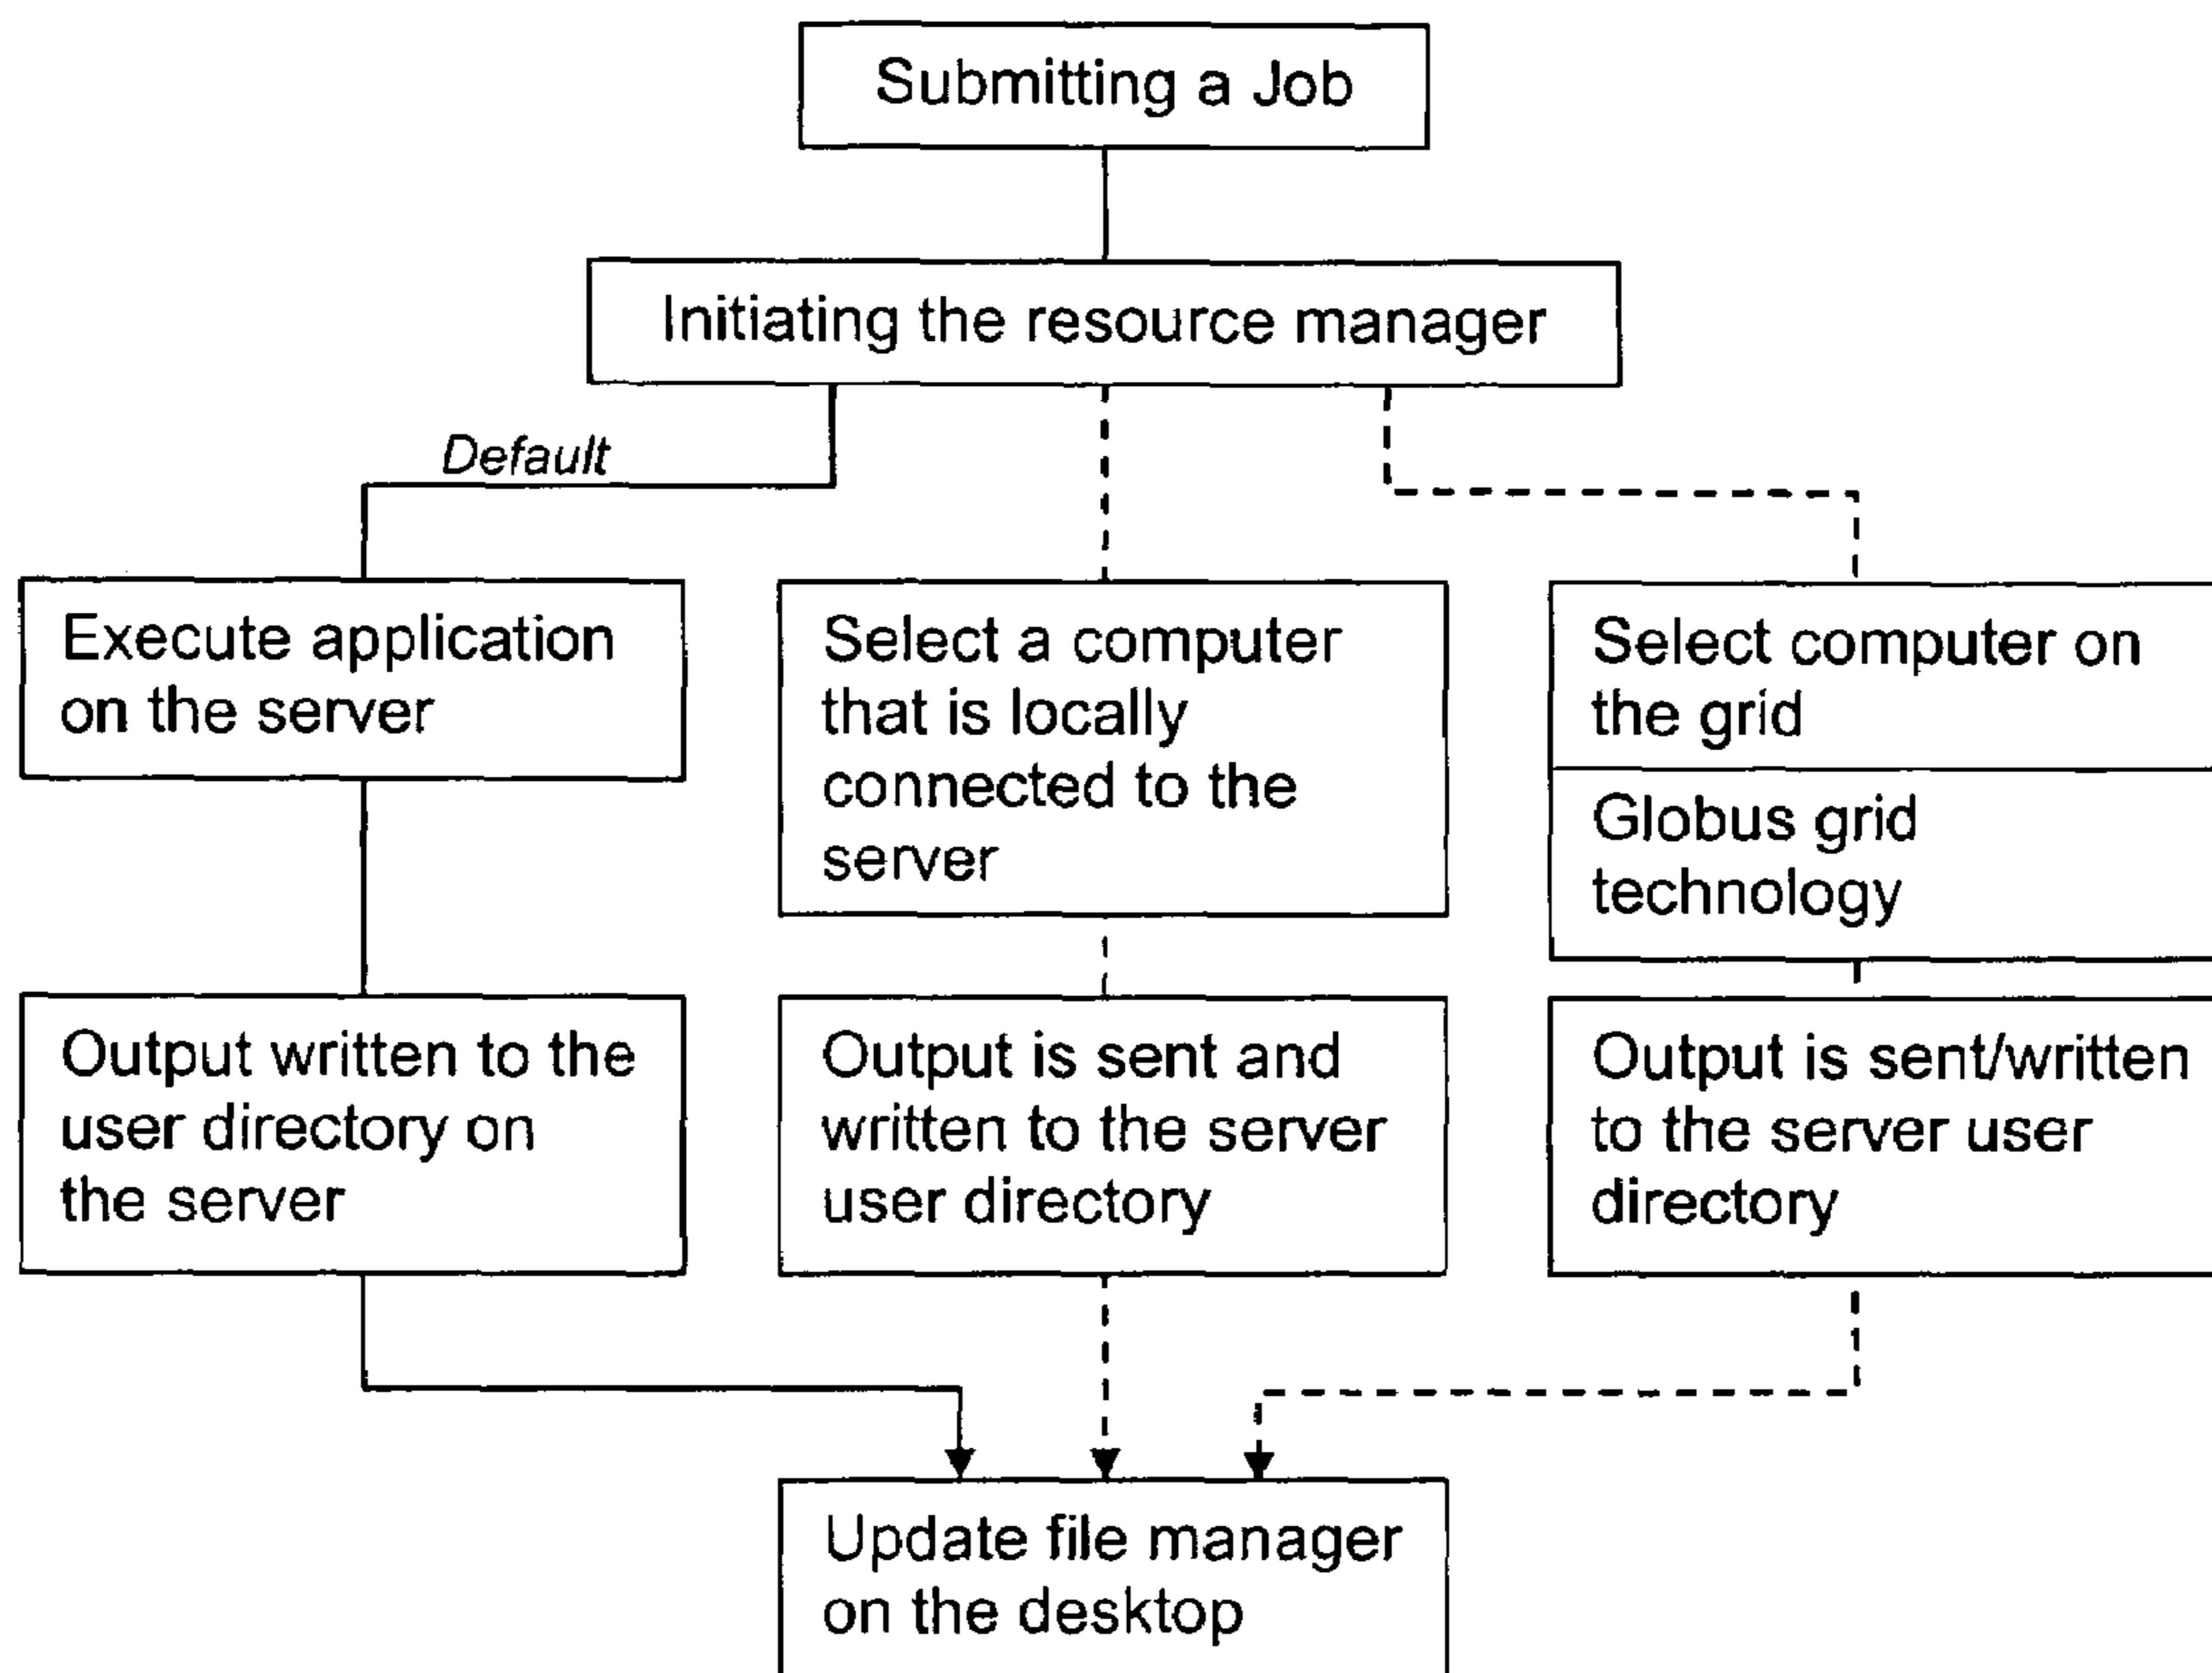 Submitting a Job
Initiating the resource manager
Default
Execute application
on the server
Select a computer
that is locally
connected to the
server
Select computer on
the grid
Globus grid
technology
Output written to the
user directory on
the server
Output is sent and
written to the server
user directory
Output is sent/written
to the server user
directory
Update file manager
on the desktop